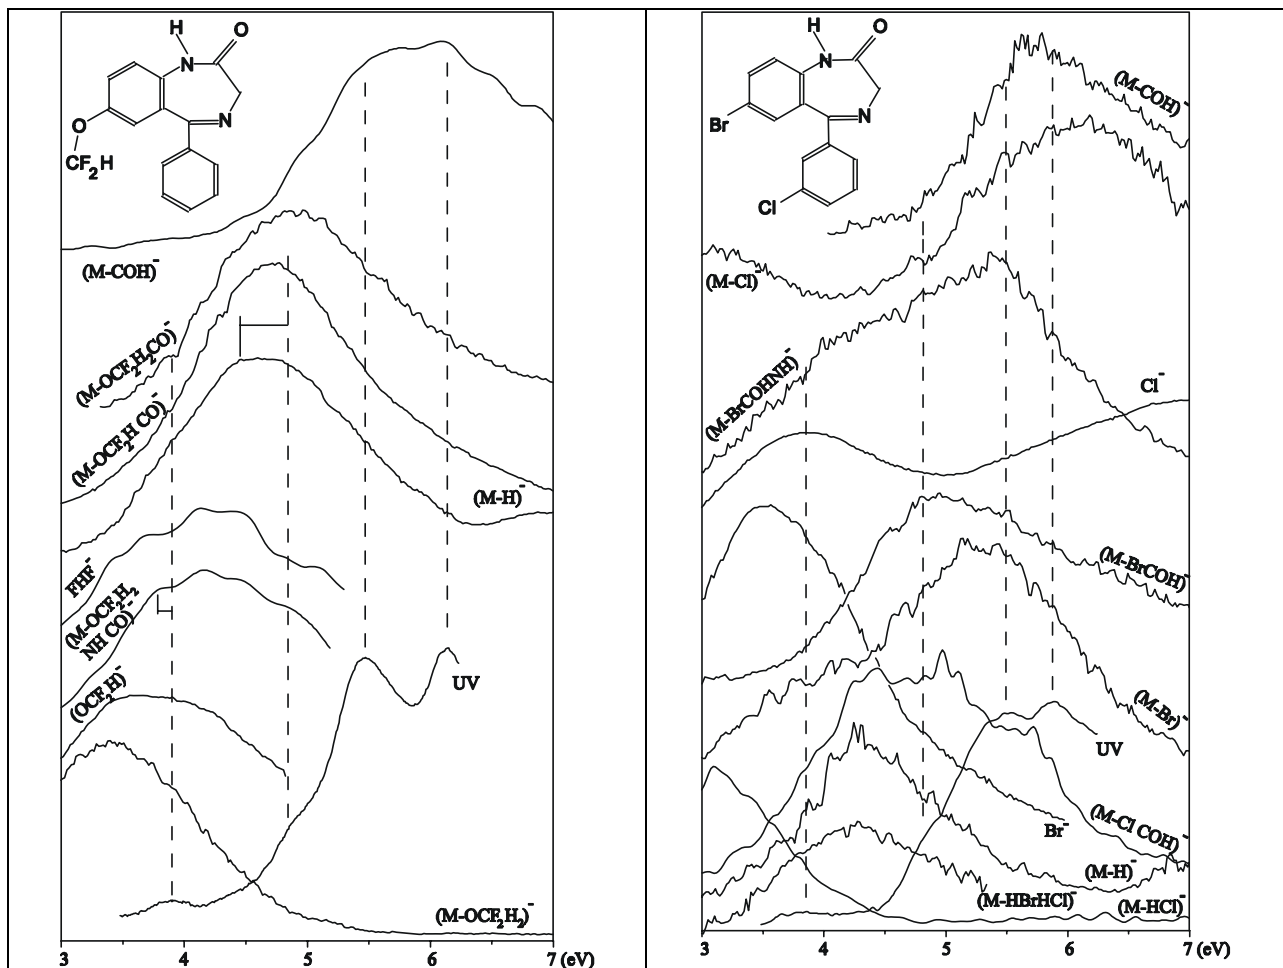 H
N
O
N
O
CF2H
(M-COH)-
(M-OCF2H2CO)-
(M-OCF2H CO)-
(M-H)-
FHF-
(M-OCF2H2
NH CO)-
(OCF2H)-
UV
(M-OCF2H2)-
3 4 5 6 7 (eV)
H
N
O
N
Br
Cl
(M-COH)-
(M-Cl)-
(M-BrCOHNH)-
Cl-
(M-BrCOH)-
(M-Br)-
UV
(M-Cl COH)-
Br-
(M-H)-
(M-HBrHCl)-
(M-HCl)-
3 4 5 6 7 (eV)